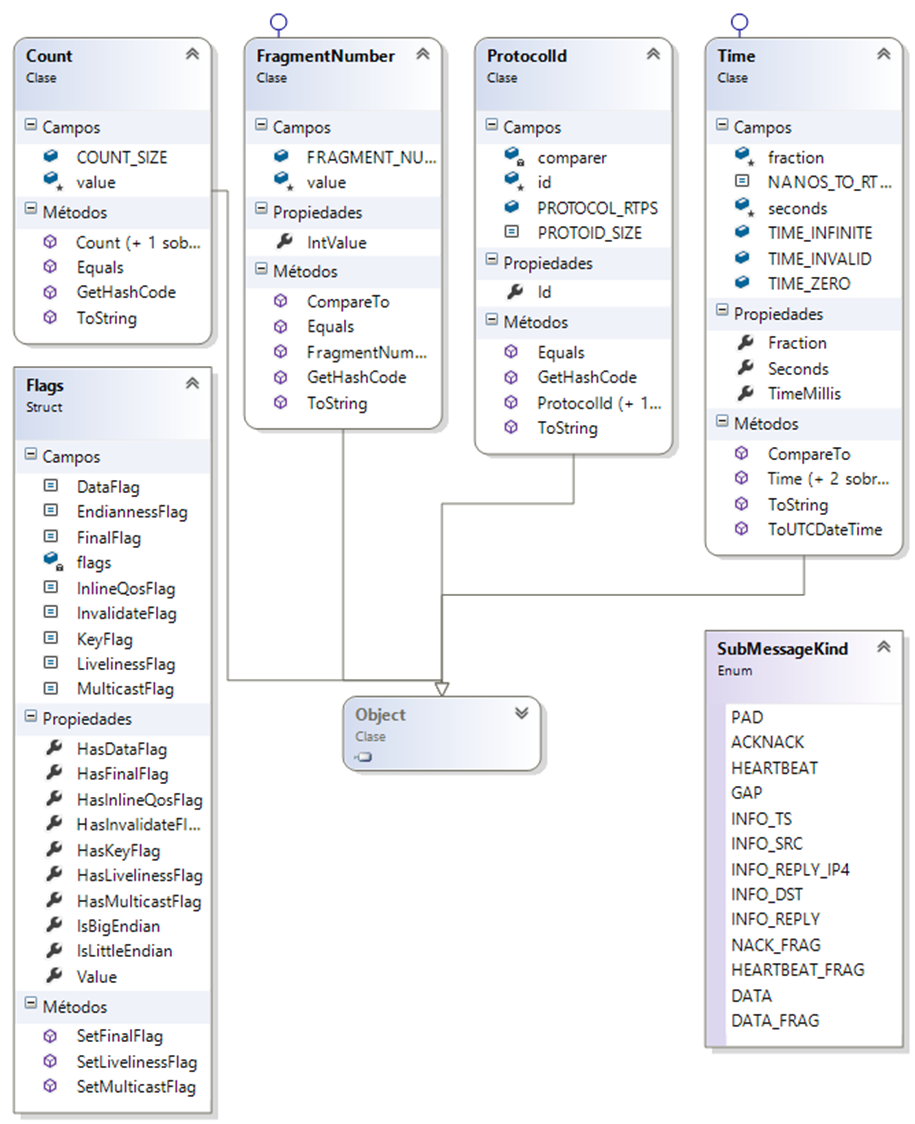 Count
Clase
Campos
COUNT_SIZE
value
Métodos
Count (+ 1 sob...
Equals
GetHashCode
ToString
FragmentNumber
Clase
Campos
FRAGMENT_NU...
value
Propiedades
IntValue
Métodos
CompareTo
Equals
FragmentNum...
GetHashCode
ToString
ProtocolId
Clase
Campos
comparer
id
PROTOCOL_RTPS
PROTOID_SIZE
Propiedades
Id
Métodos
Equals
GetHashCode
ProtocolId (+ 1...
ToString
Time
Clase
Campos
fraction
NANOS_TO_RT...
seconds
TIME_INFINITE
TIME_INVALID
TIME_ZERO
Propiedades
Fraction
Seconds
TimeMillis
Métodos
CompareTo
Time (+ 2 sobr...
ToString
ToUTCDateTime
Flags
Struct
Campos
DataFlag
EndiannessFlag
FinalFlag
flags
InlineQosFlag
InvalidateFlag
KeyFlag
LivelinessFlag
MulticastFlag
Propiedades
HasDataFlag
HasFinalFlag
HasInlineQosFlag
HasInvalidateFl...
HasKeyFlag
HasLivelinessFlag
HasMulticastFlag
IsBigEndian
IsLittleEndian
Value
Métodos
SetFinalFlag
SetLivelinessFlag
SetMulticastFlag
Object
Clase
SubMessageKind
Enum
PAD
ACKNACK
HEARTBEAT
GAP
INFO_TS
INFO_SRC
INFO_REPLY_IP4
INFO_DST
INFO_REPLY
NACK_FRAG
HEARTBEAT_FRAG
DATA
DATA_FRAG